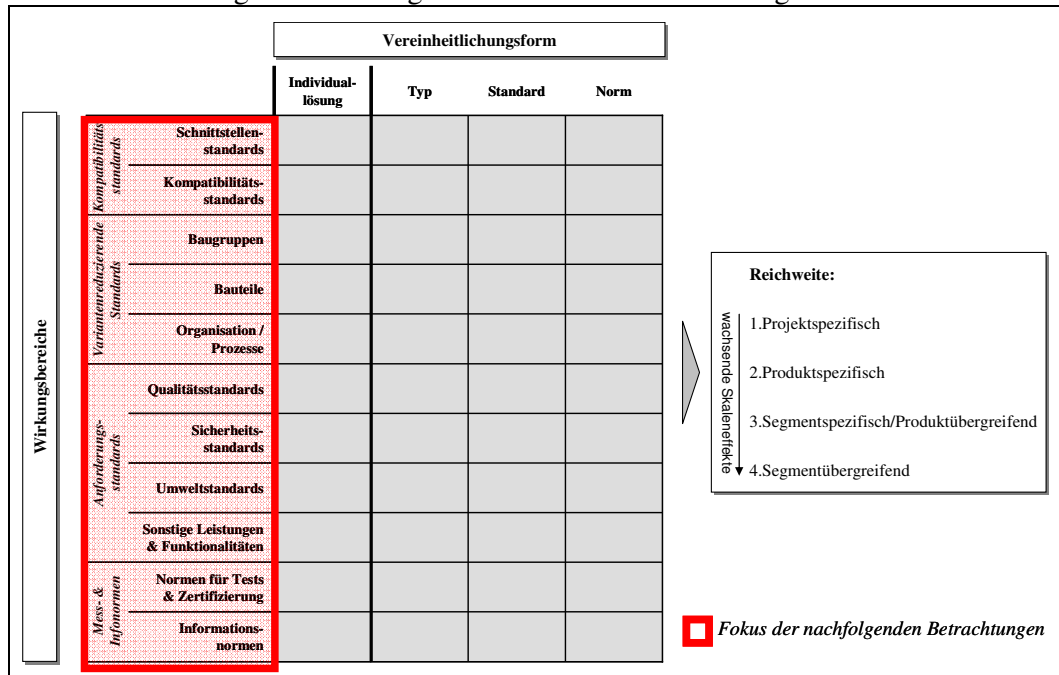 Vereinheitlichungsform
Individual-
lösung
Typ
Standard
Norm
Wirkungsbereiche
Kompatibilitäts
standards
Schnittstellen-
standards
Kompatibilitäts-
standards
Variantenreduzierende
Standards
Baugruppen
Bauteile
Organisation /
Prozesse
Anforderungs-
standards
Qualitätsstandards
Sicherheits-
standards
Umweltstandards
Sonstige Leistungen
& Funktionalitäten
Mess- &
Infonormen
Normen für Tests
& Zertifizierung
Informations-
normen
Reichweite:
wachsende Skaleneffekte
1.Projektspezifisch
2.Produktspezifisch
3.Segmentspezifisch/Produktübergreifend
4.Segmentübergreifend
Fokus der nachfolgenden Betrachtungen